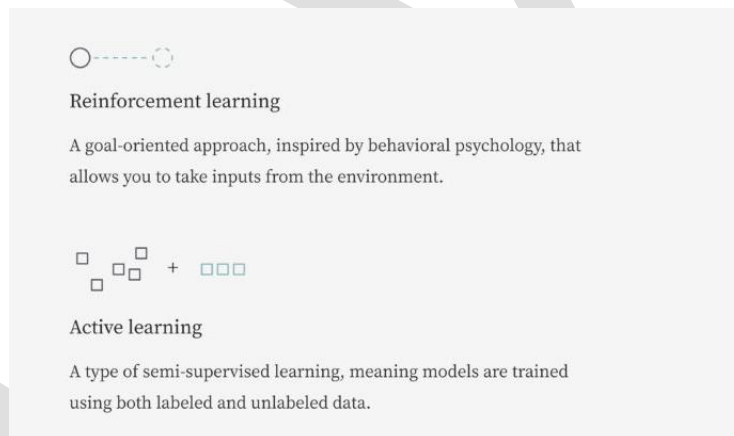 Reinforcement learning
A goal-oriented approach, inspired by behavioral psychology, that
allows you to take inputs from the environment.
+
Active learning
A type of semi-supervised learning, meaning models are trained
using both labeled and unlabeled data.